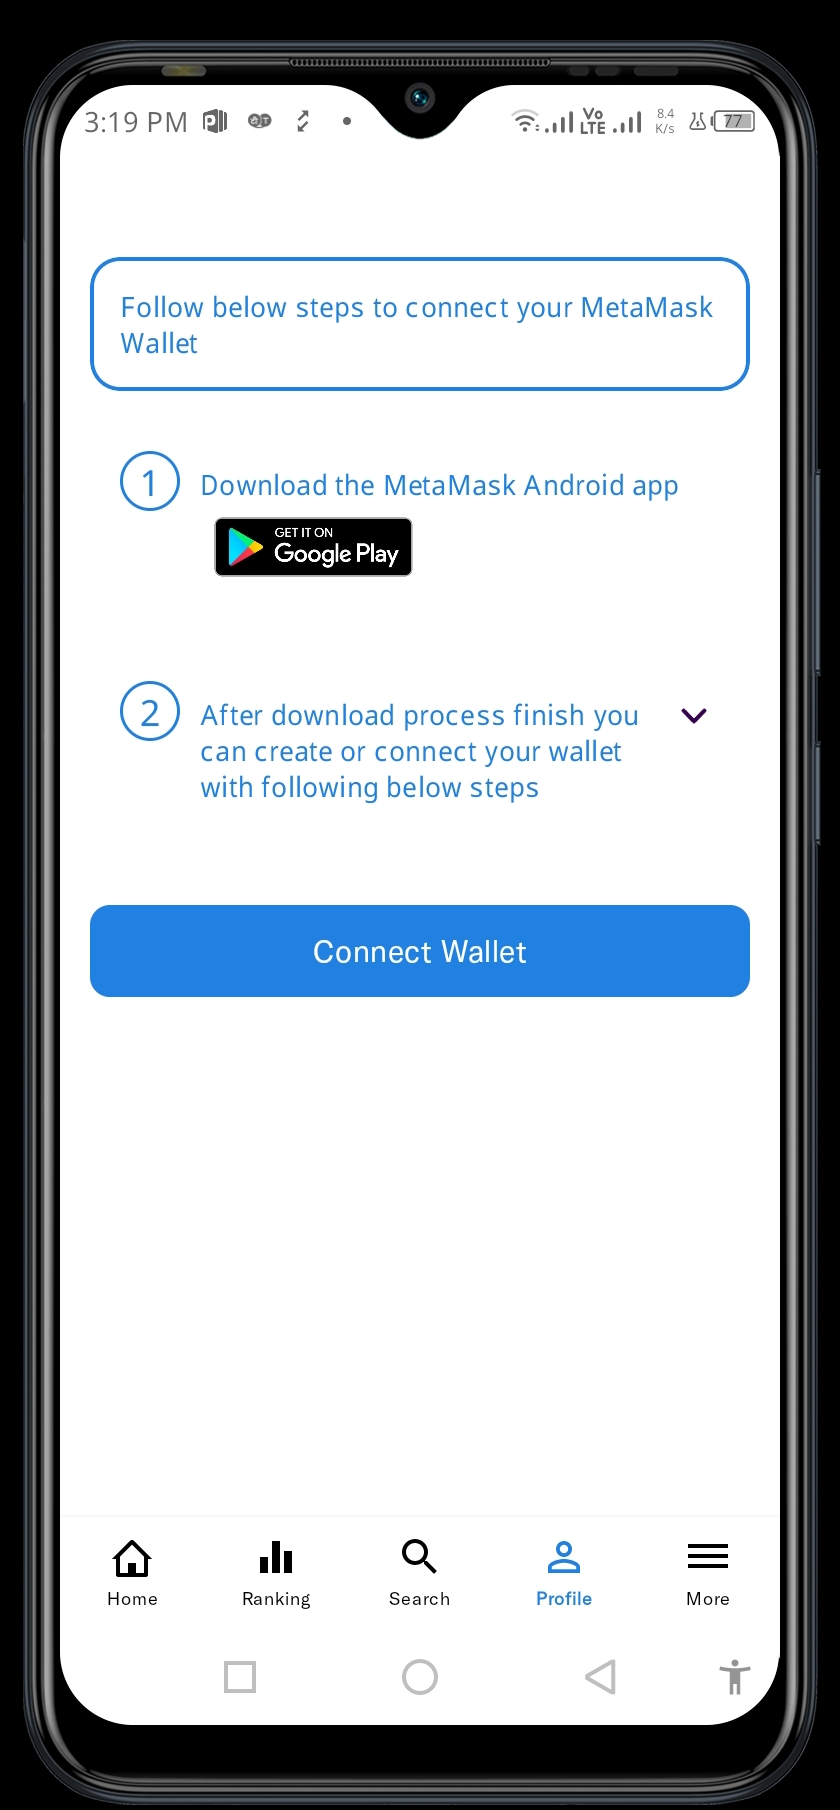 3:19 PM
Vo
LTE
8.4
K/s
77
Follow below steps to connect your MetaMask
Wallet
1
Download the MetaMask Android app
GET IT ON
Google Play
2
After download process finish you
can create or connect your wallet
with following below steps
Connect Wallet
Home
Ranking
Search
Profile
More